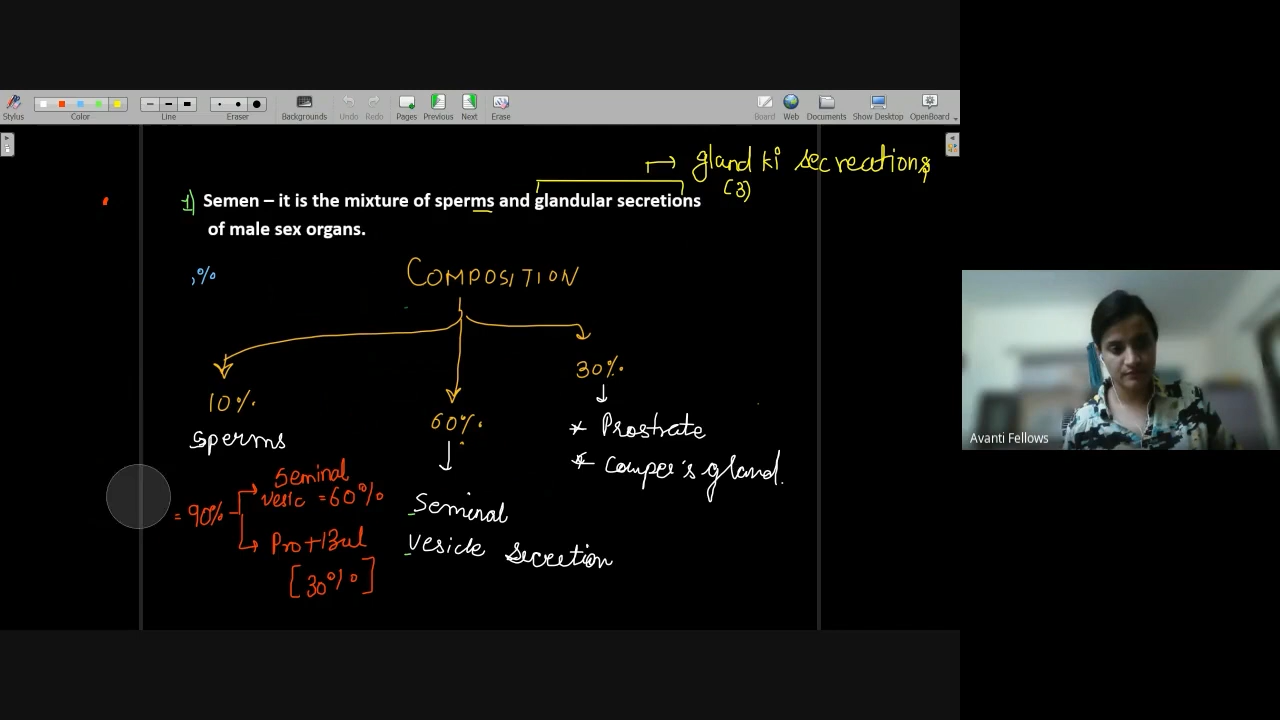 Stylus
Color
Line
Eraser
Backgrounds
Undo
Redo
Pages
Previous
Next
Erase
Board
Web
Documents
Show Desktop
OpenBoard
→ gland ki secreations
(3)
1) Semen – it is the mixture of sperms and glandular secretions
of male sex organs.
,%
COMPOSITION
10%.
sperms
60%.
Seminal
Vesicle secretion
30%.
* Prostrate
* Cowper's gland.
= 90%
Seminal
vesic = 60%
Pro + Bul
[30%]
Avanti Fellows